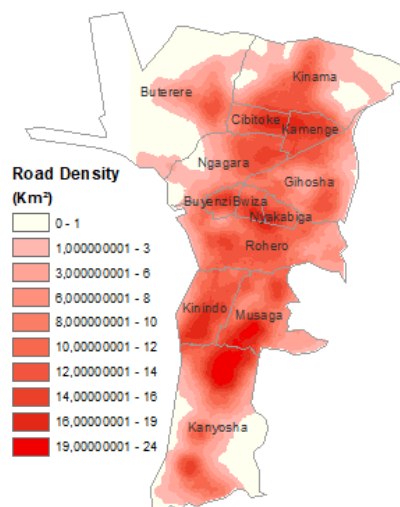 Kinama
Buterere
Cibitoke
Kamenge
Ngagara
Gihosha
Buyenzi
Bwiza
Nyakabiga
Rohero
Kinindo
Musaga
Kanyosha
Road Density
(Km²)
0 - 1
1,000000001 - 3
3,000000001 - 6
6,000000001 - 8
8,000000001 - 10
10,00000001 - 12
12,00000001 - 14
14,00000001 - 16
16,00000001 - 19
19,00000001 - 24